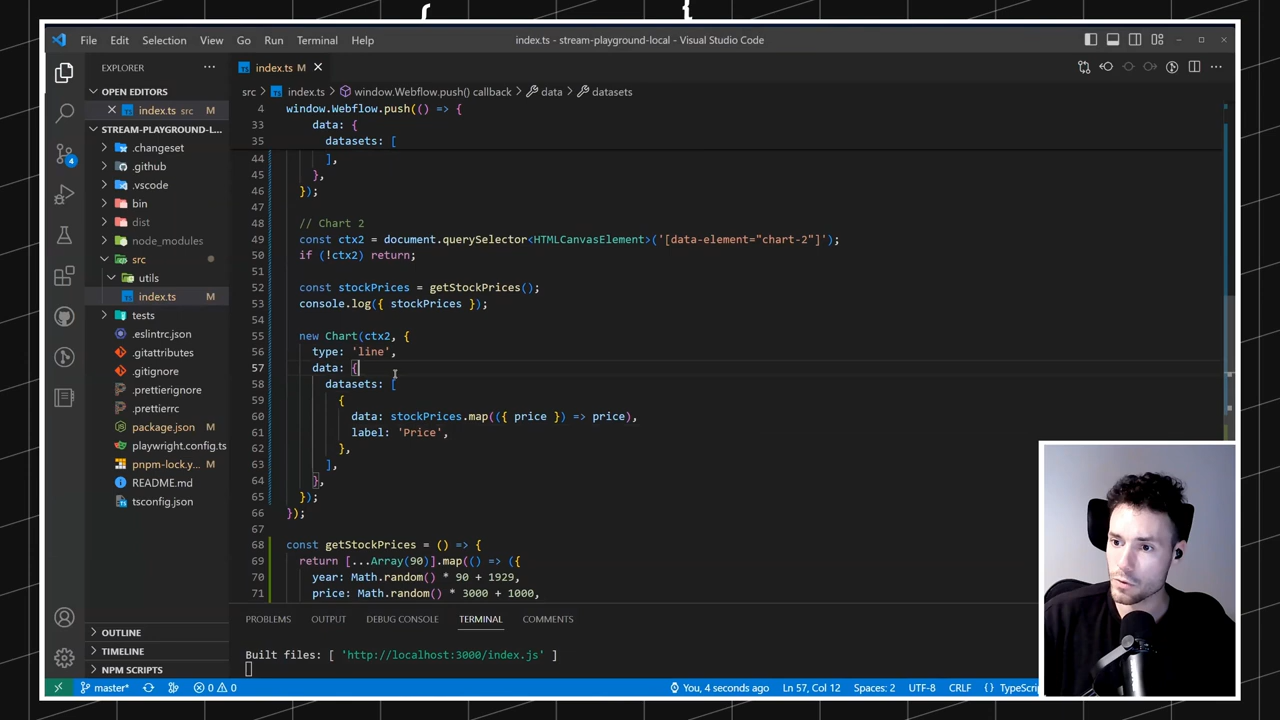 File Edit Selection View Go Run Terminal Help
index.ts - stream-playground-local - Visual Studio Code
EXPLORER
OPEN EDITORS
index.ts src M
STREAM-PLAYGROUND-L...
.changeset
.github
.vscode
bin
dist
node_modules
src
utils
index.ts M
tests
.eslintrc.json
.gitattributes
.gitignore
.prettierignore
.prettierrc
package.json M
playwright.config.ts
pnpm-lock.y... M
README.md
tsconfig.json
OUTLINE
TIMELINE
NPM SCRIPTS
4
index.ts M
src index.ts window.Webflow.push() callback data datasets
4 window.Webflow.push(() => {
33 data: {
35 datasets: [
44 ],
45 },
46 });
47
48 // Chart 2
49 const ctx2 = document.querySelector<HTMLCanvasElement>('[data-element="chart-2"]');
50 if (!ctx2) return;
51
52 const stockPrices = getStockPrices();
53 console.log({ stockPrices });
54
55 new Chart(ctx2, {
56 type: 'line',
57 data: {
58 datasets: [
59 {
60 data: stockPrices.map(({ price }) => price),
61 label: 'Price',
62 },
63 ],
64 },
65 });
66 });
67
68 const getStockPrices = () => {
69 return [...Array(90)].map(() => ({
70 year: Math.random() * 90 + 1929,
71 price: Math.random() * 3000 + 1000,
PROBLEMS OUTPUT DEBUG CONSOLE TERMINAL COMMENTS
Built files: [ 'http://localhost:3000/index.js' ]
master* 0 0 You, 4 seconds ago Ln 57, Col 12 Spaces: 2 UTF-8 CRLF {} TypeScri